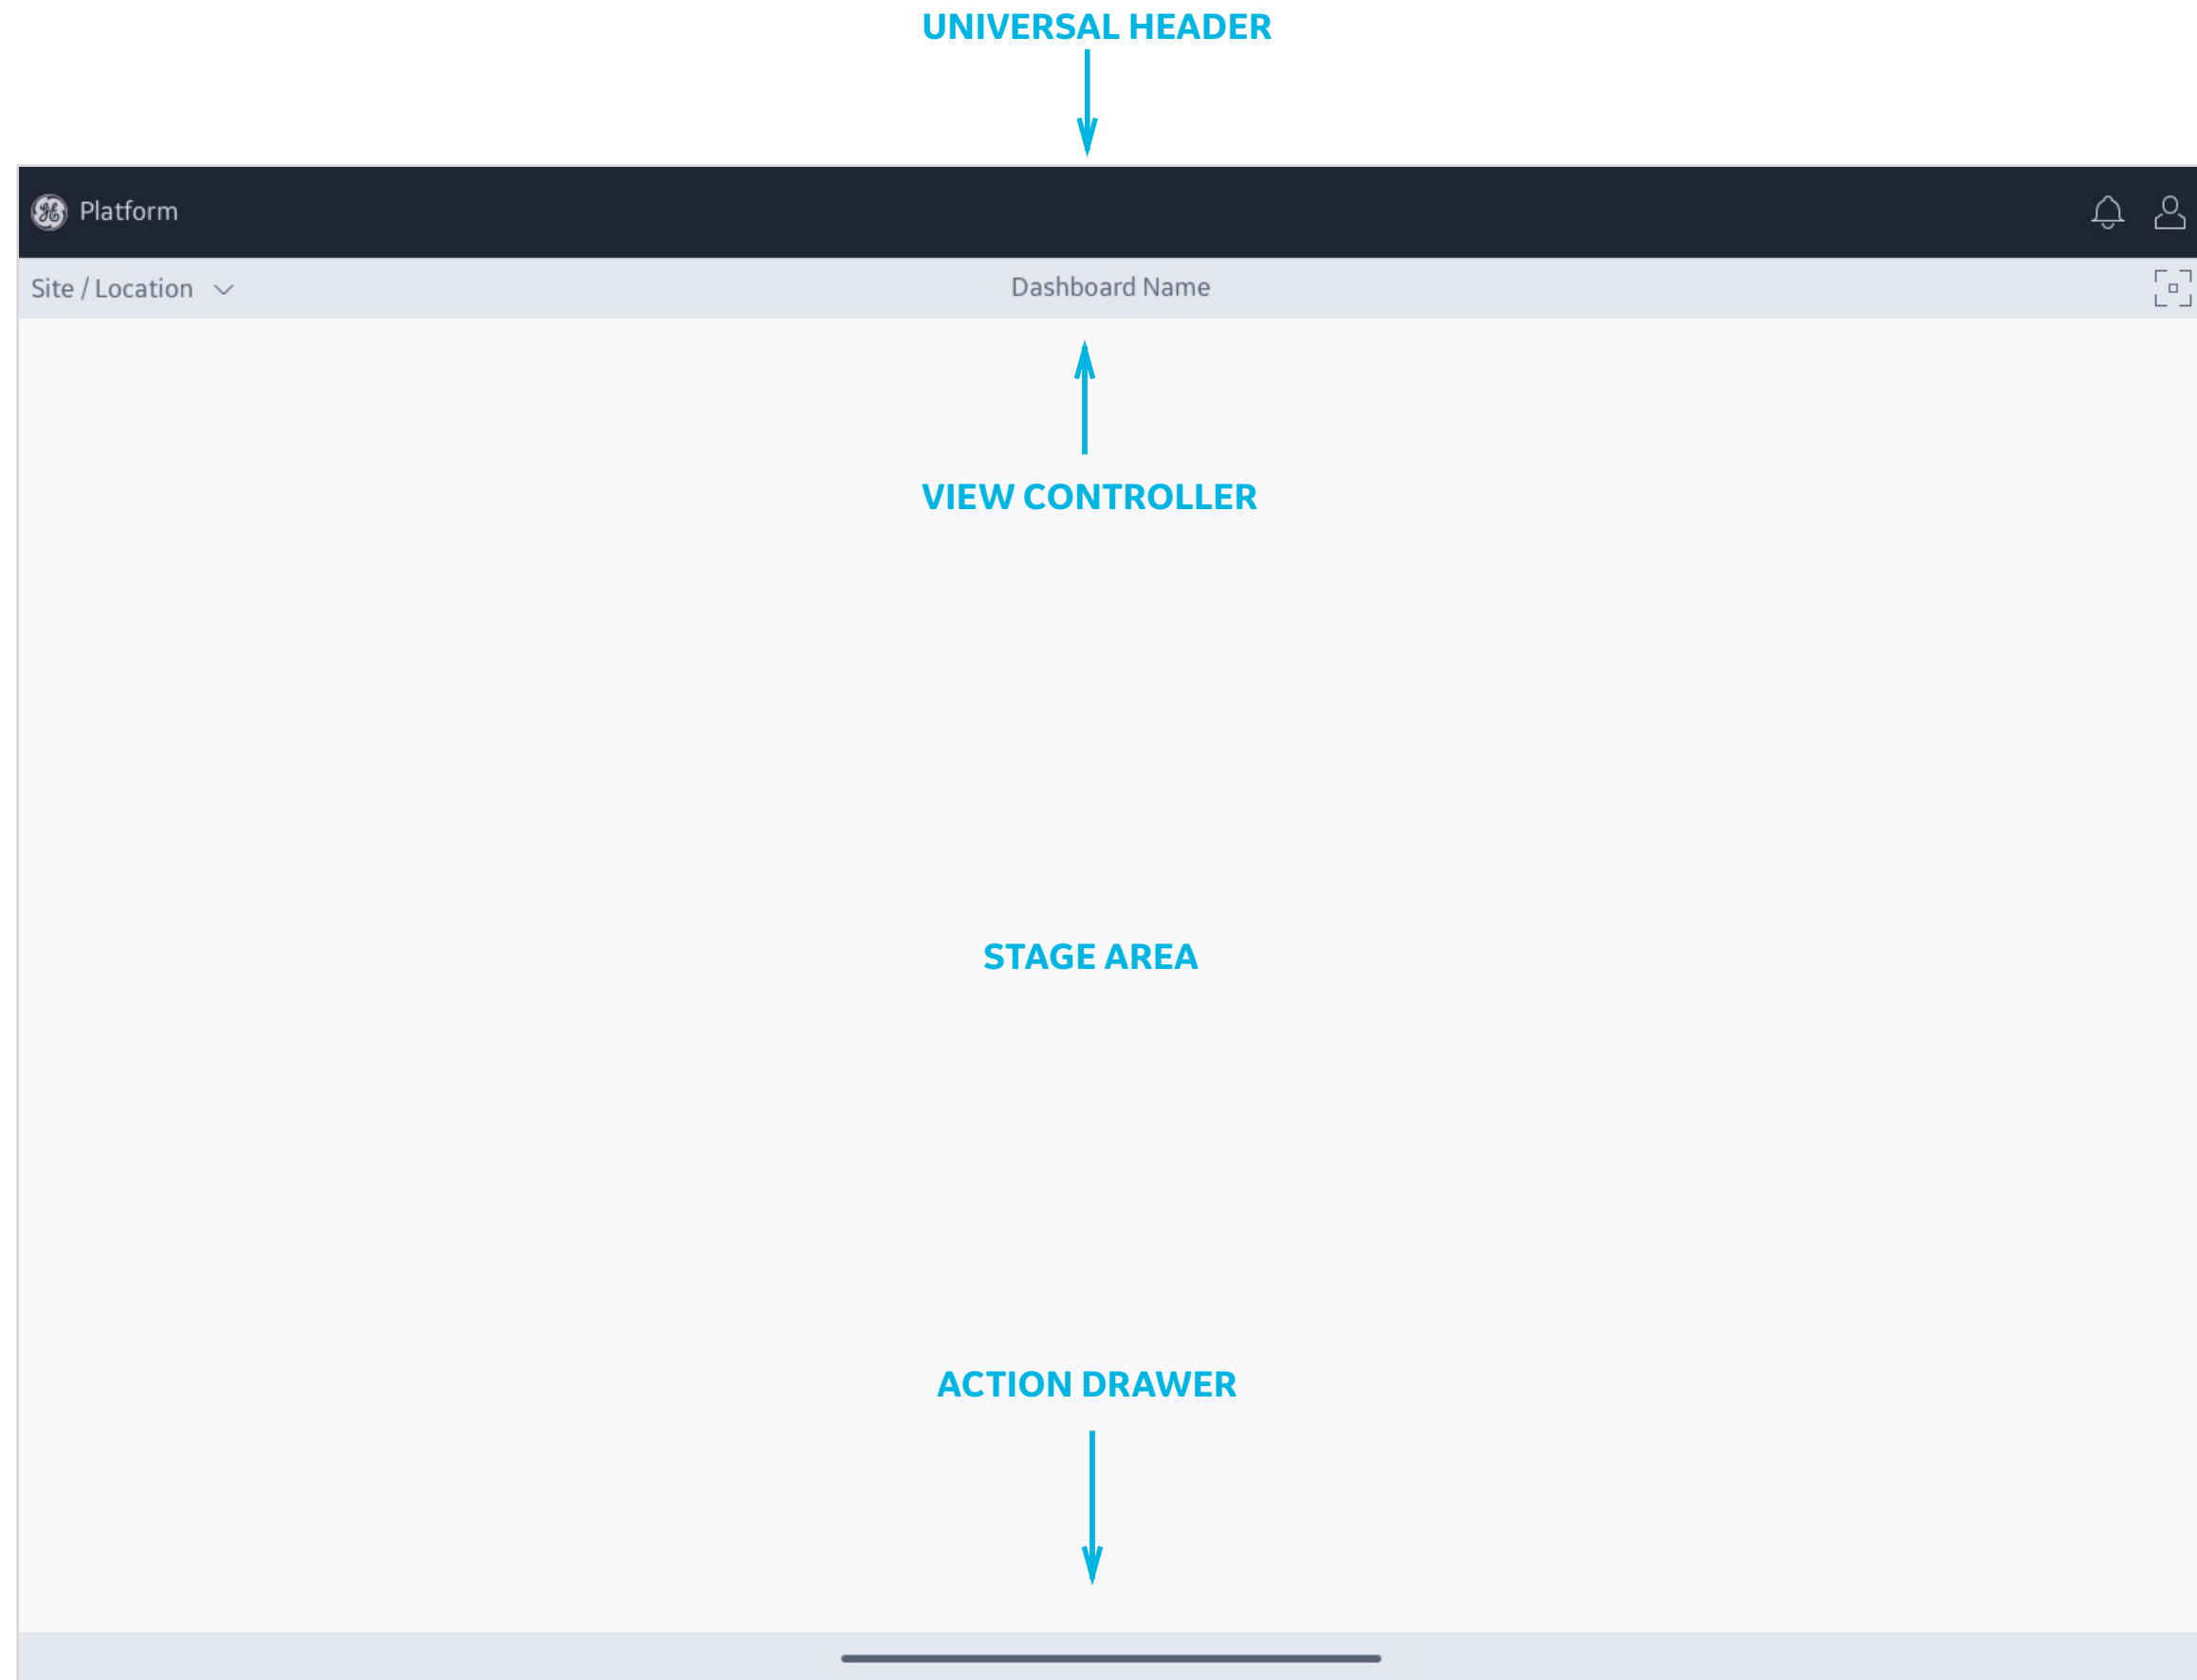 UNIVERSAL HEADER
Platform
Site / Location
Dashboard Name
VIEW CONTROLLER
STAGE AREA
ACTION DRAWER